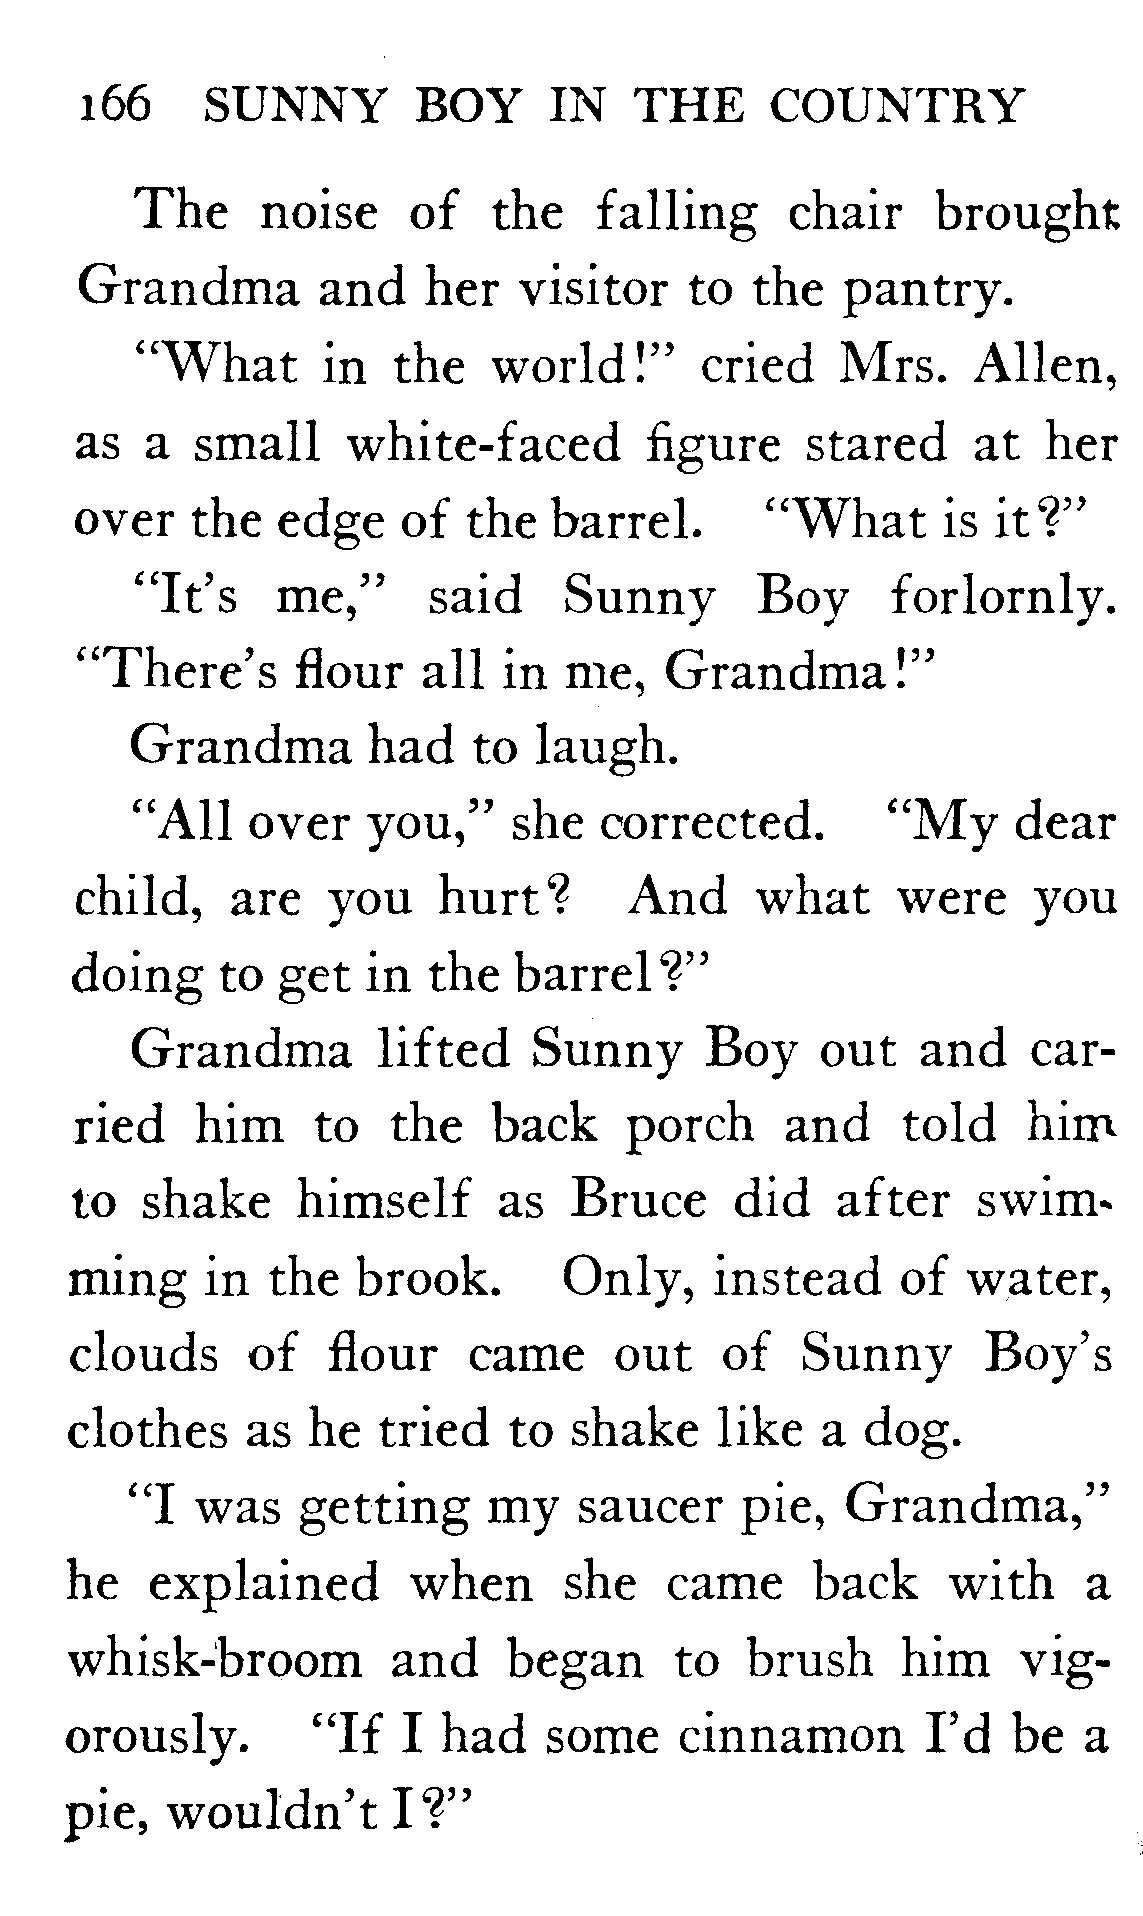 166 SUNNY BOY IN THE COUNTRY
The noise of the falling chair brought
Grandma and her visitor to the pantry.
“What in the world!” cried Mrs. Allen,
as a small white-faced figure stared at her
over the edge of the barrel. “What is it?”
“It’s me,” said Sunny Boy forlornly.
“There’s flour all in me, Grandma!”
Grandma had to laugh.
“All over you,” she corrected. “My dear
child, are you hurt? And what were you
doing to get in the barrel?”
Grandma lifted Sunny Boy out and car-
ried him to the back porch and told him
to shake himself as Bruce did after swim-
ming in the brook. Only, instead of water,
clouds of flour came out of Sunny Boy’s
clothes as he tried to shake like a dog.
“I was getting my saucer pie, Grandma,”
he explained when she came back with a
whisk-broom and began to brush him vig-
orously. “If I had some cinnamon I’d be a
pie, wouldn’t I?”